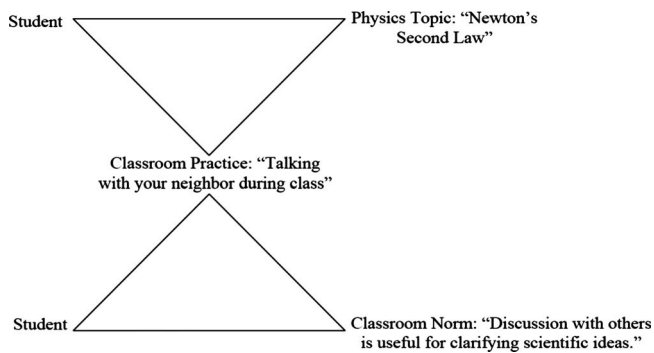 Student
Physics Topic: “Newton’s
Second Law”
Classroom Practice: “Talking
with your neighbor during class”
Student
Classroom Norm: “Discussion with others
is useful for clarifying scientific ideas.”